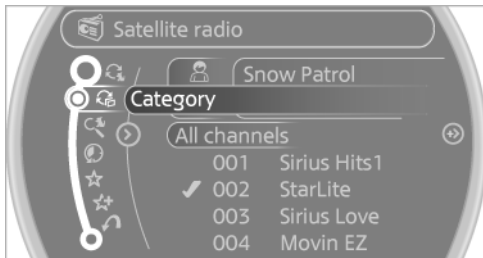 Satellite radio
Snow Patrol
Category
All channels
001 Sirius Hits1
002 StarLite
003 Sirius Love
004 Movin EZ